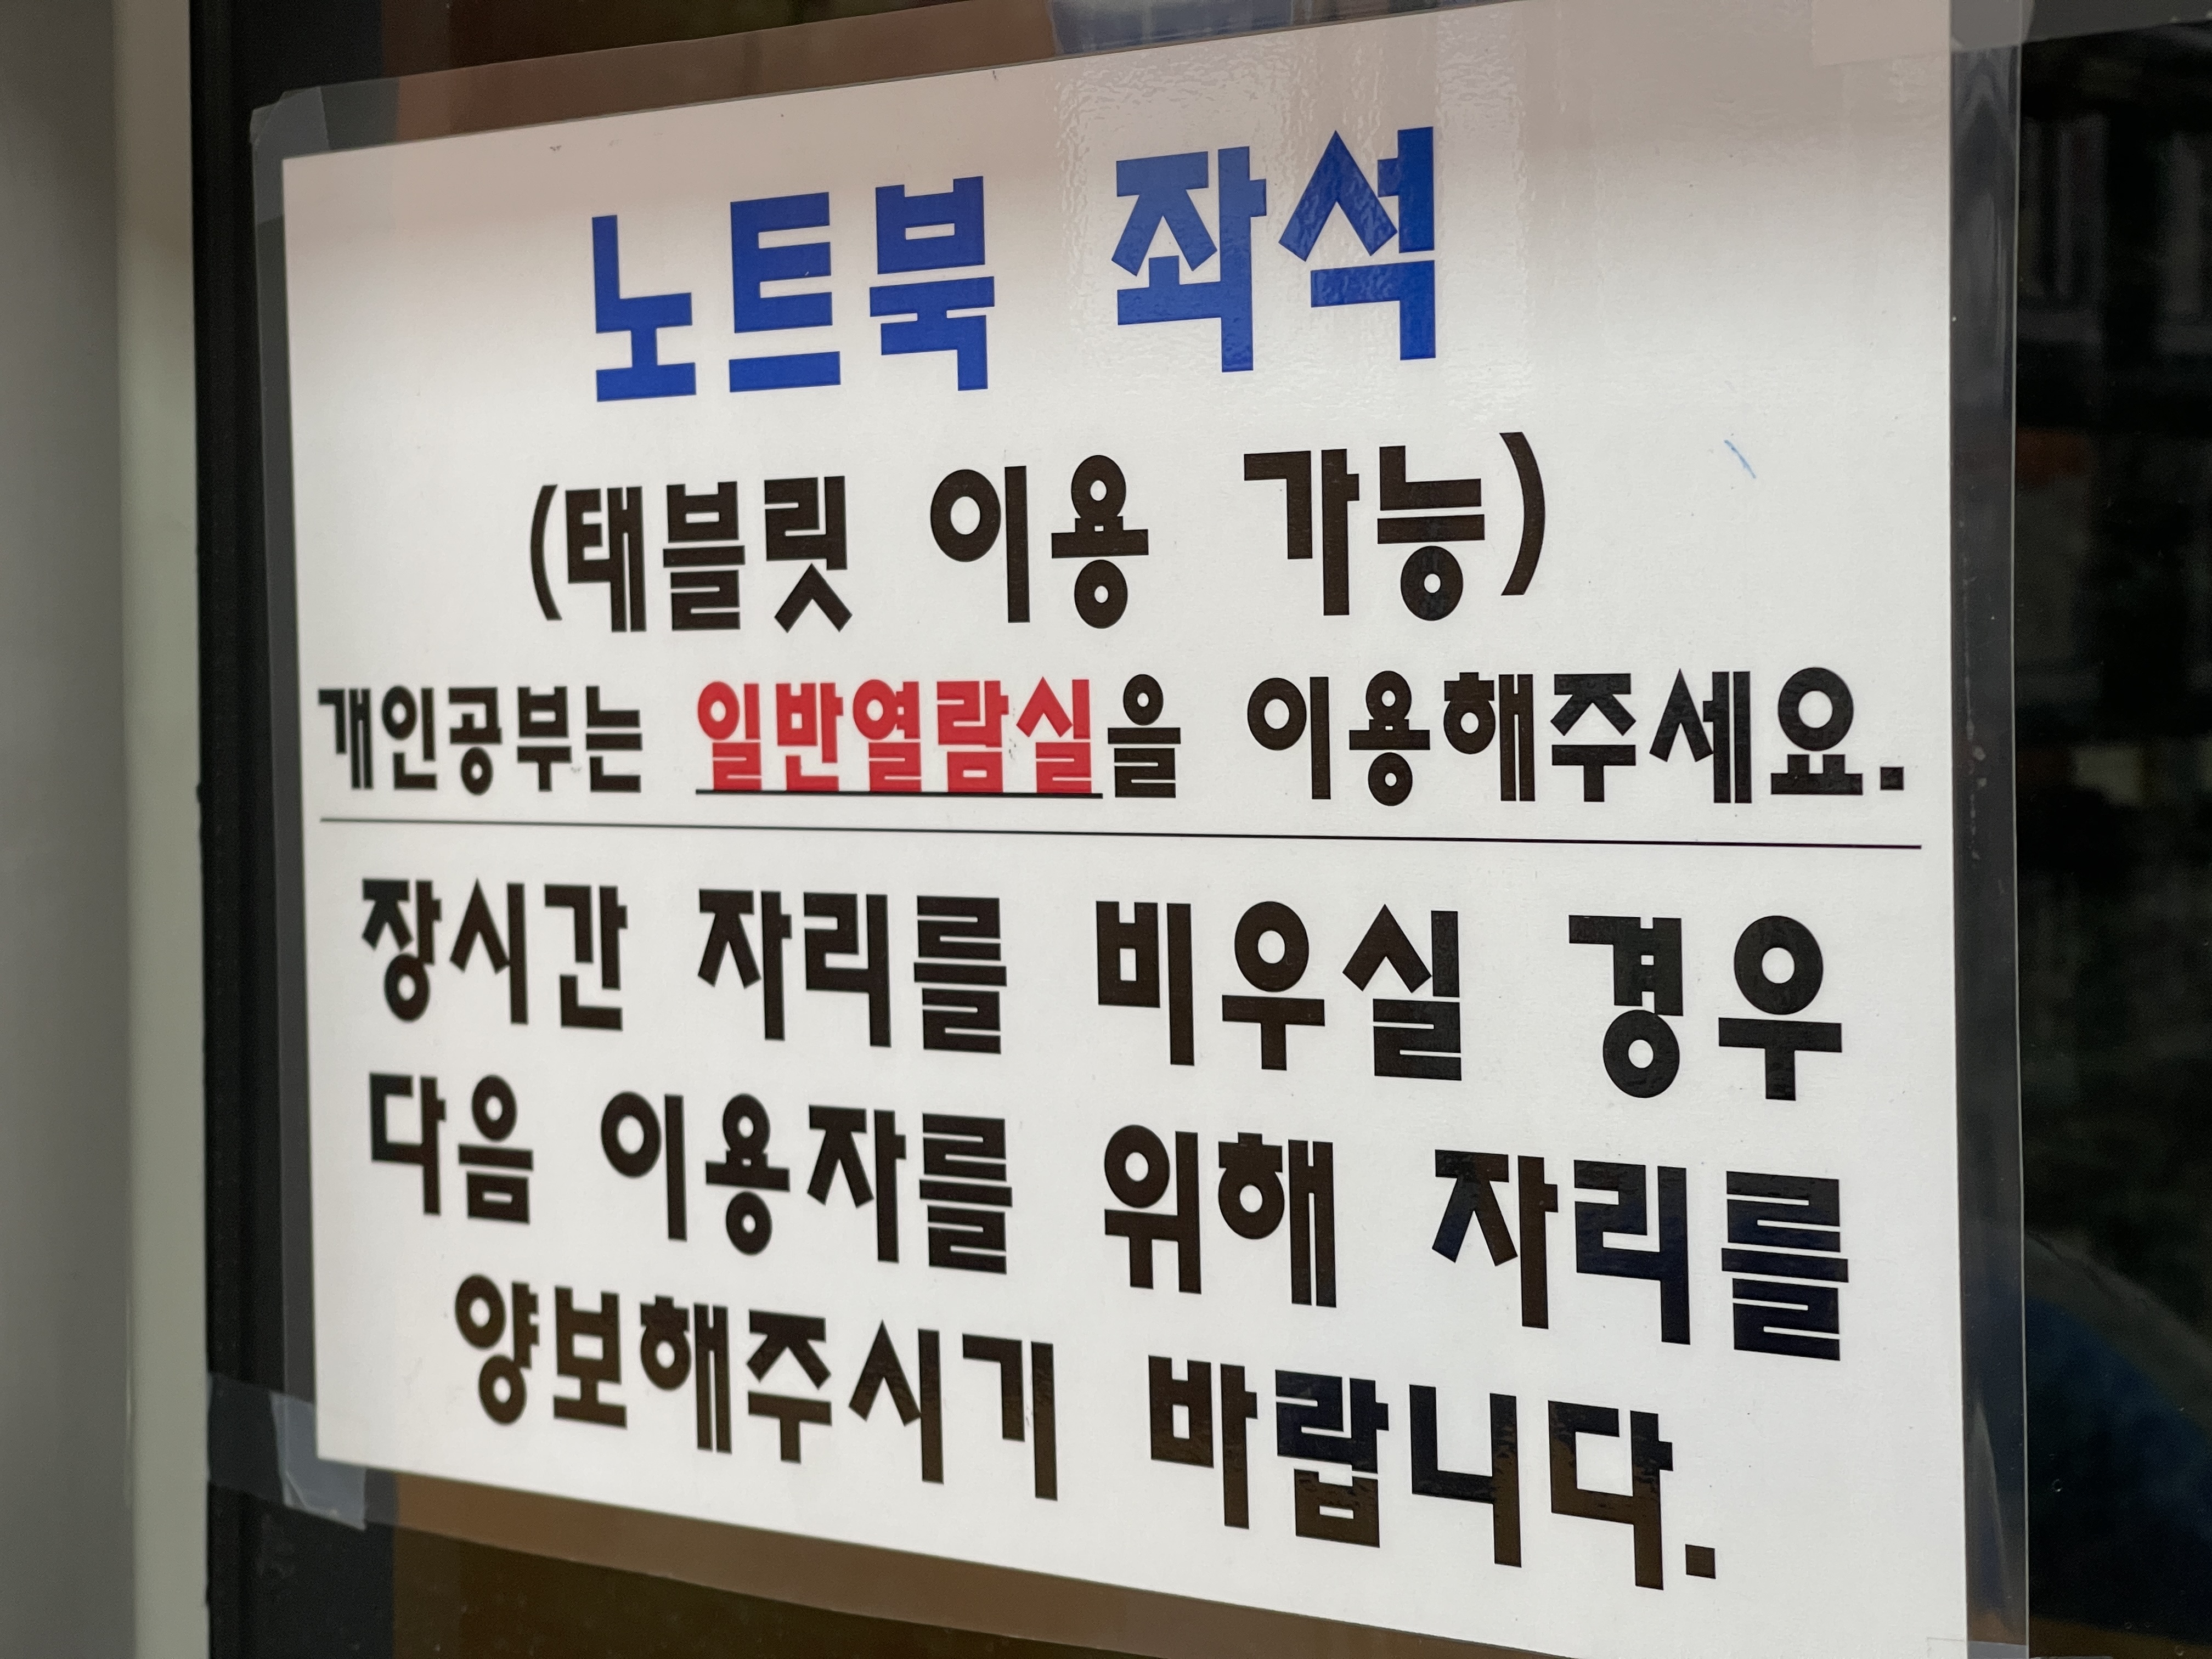 노트북 좌석
(태블릿 이용 가능)
개인공부는 일반열람실을 이용해주세요.
장시간 자리를 비우실 경우
다음 이용자를 위해 자리를
양보해주시기 바랍니다.